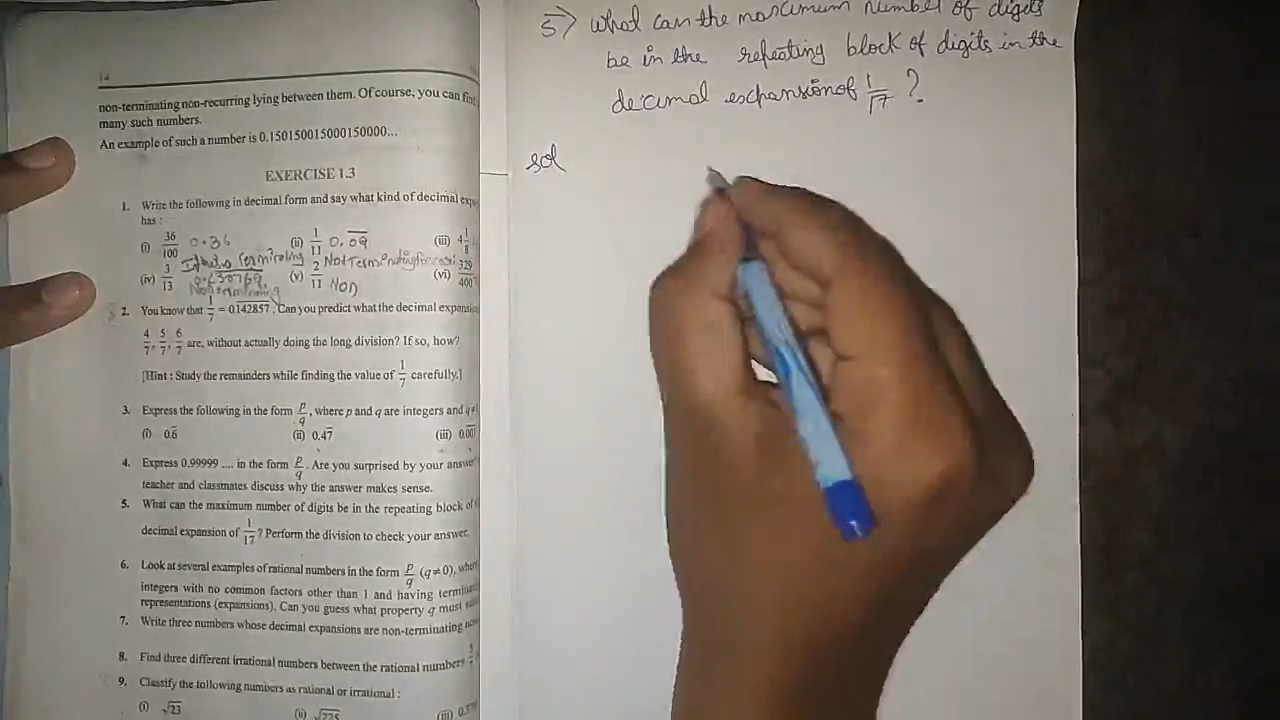 14
non-terminating non-recurring lying between them. Of course, you can find
many such numbers.
An example of such a number is 0.150150015000150000...
EXERCISE 1.3
1. Write the following in decimal form and say what kind of decimal exp
has :
(i) 36/100 0.36 (ii) 1/11 0.09̅ (iii) 4 1/8
Terminating Not Terminating
(iv) 3/13 (v) 2/11 Non (vi) 329/400
2. You know that 1/7 = 0.142857. Can you predict what the decimal expansi
4/7, 5/7, 6/7 are, without actually doing the long division? If so, how?
[Hint : Study the remainders while finding the value of 1/7 carefully.]
3. Express the following in the form p/q, where p and q are integers and q≠
(i) 0.6̅ (ii) 0.47̅ (iii) 0.001
4. Express 0.99999 .... in the form p/q. Are you surprised by your answer
teacher and classmates discuss why the answer makes sense.
5. What can the maximum number of digits be in the repeating block of
decimal expansion of 1/17? Perform the division to check your answer.
6. Look at several examples of rational numbers in the form p/q (q≠0), whe
integers with no common factors other than 1 and having termina
representations (expansions). Can you guess what property q must
7. Write three numbers whose decimal expansions are non-terminating no
8. Find three different irrational numbers between the rational numbers 5/
9. Classify the following numbers as rational or irrational :
(i) √23 (ii) √225 (iii) 0.3
5> What can the maximum number of digits
be in the repeating block of digits in the
decimal expansion of 1/17 ?
sol